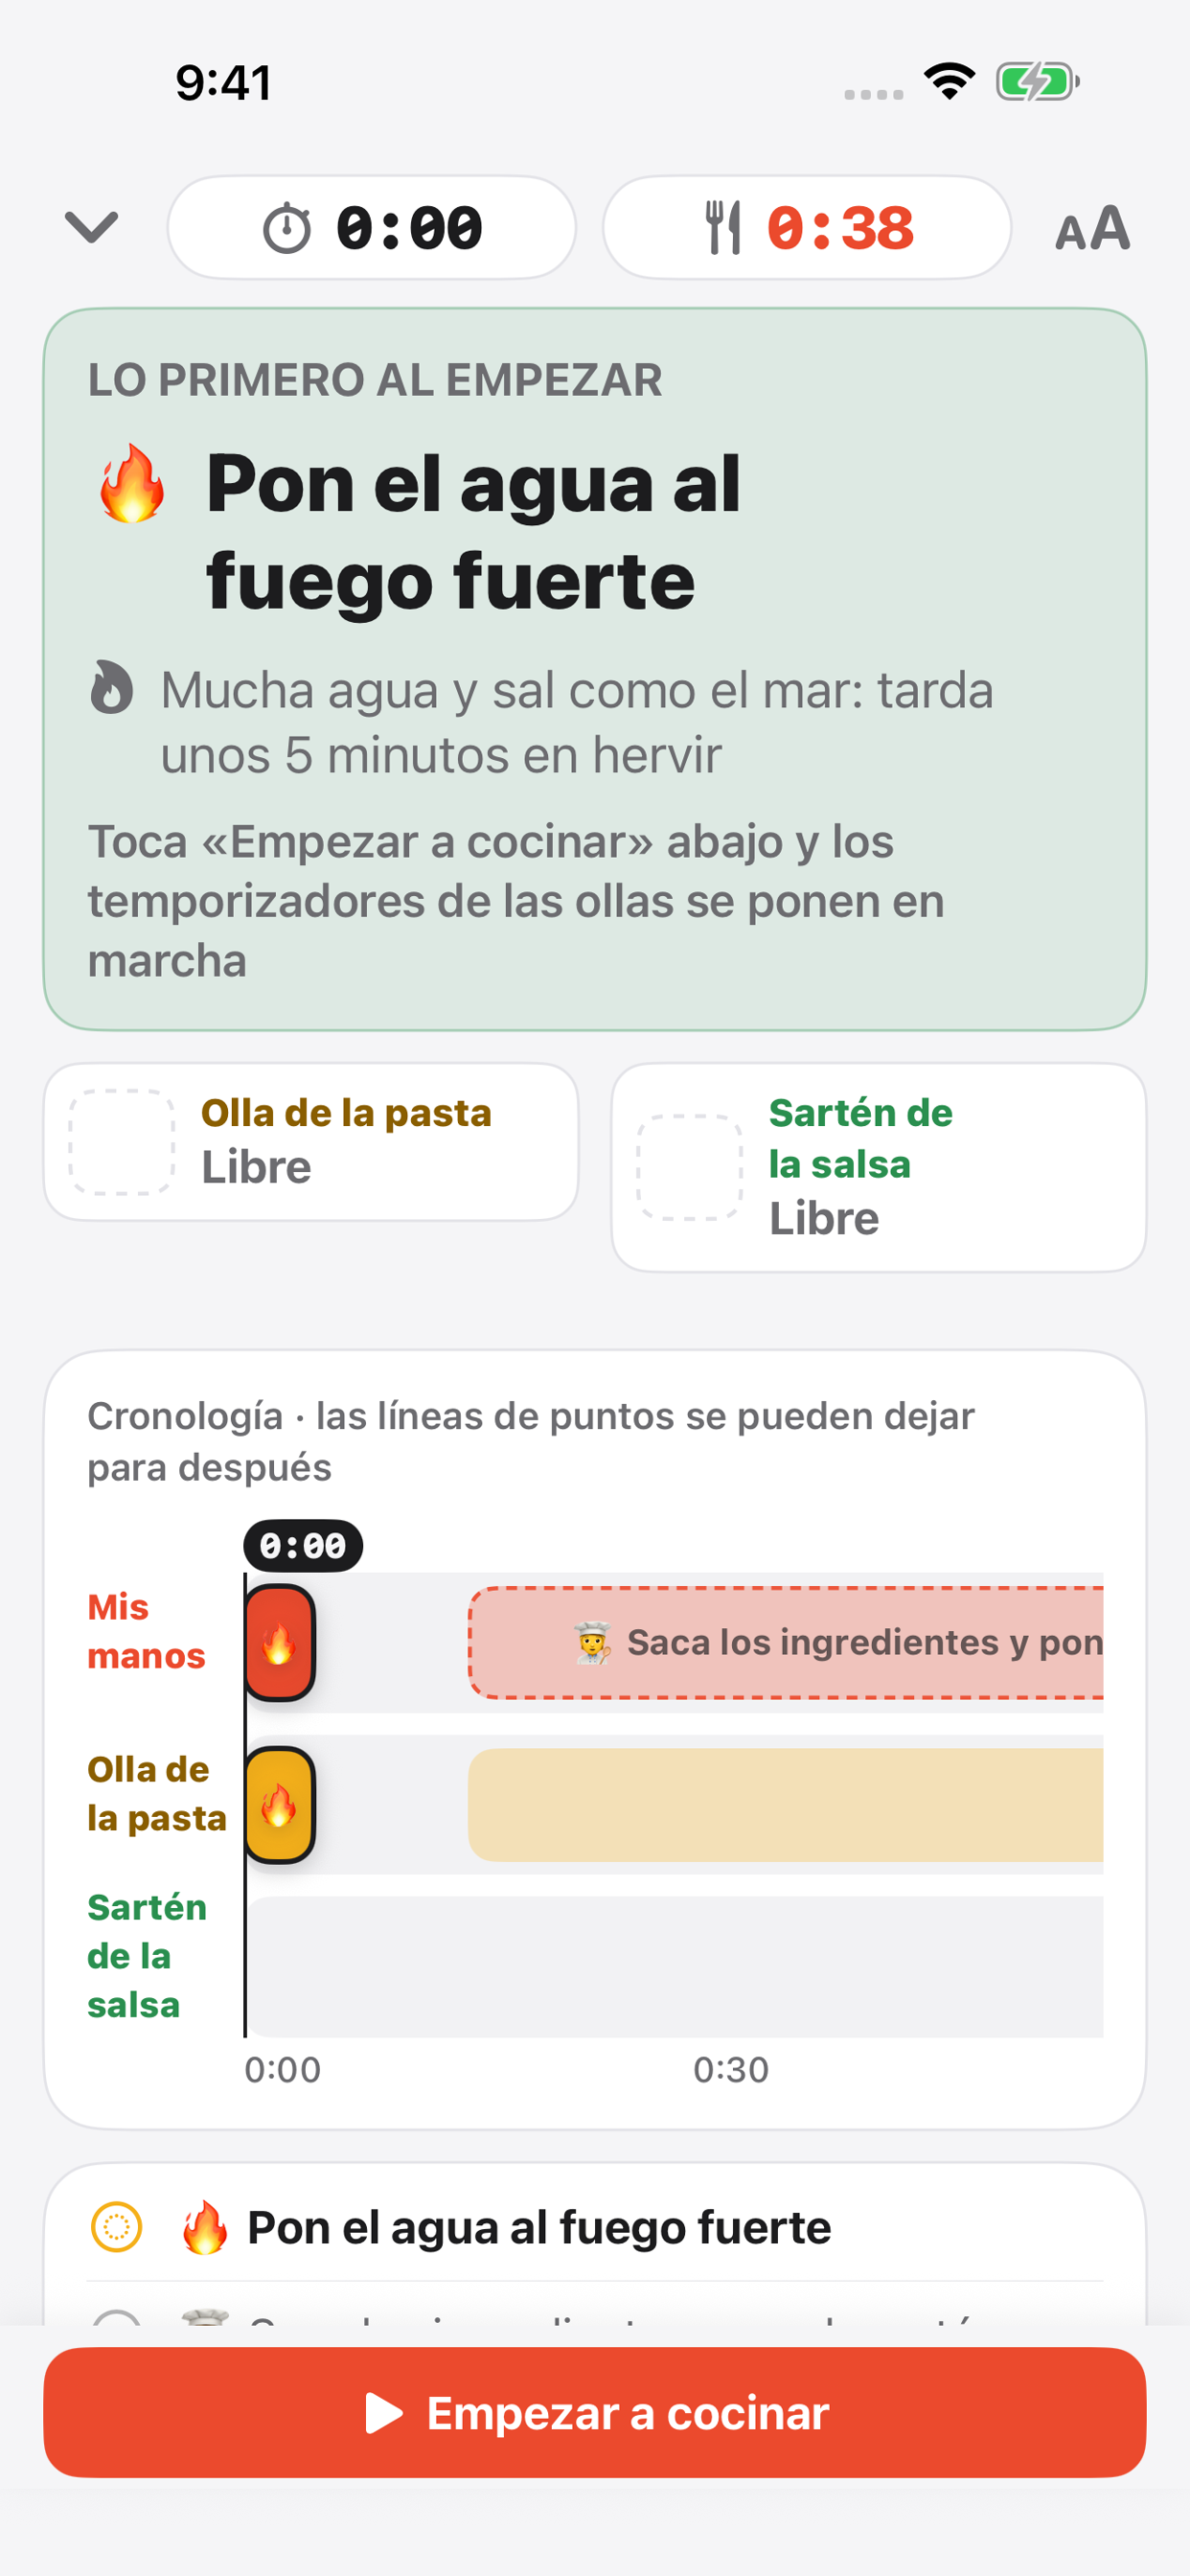 9:41
0:00
0:38
AA
LO PRIMERO AL EMPEZAR
Pon el agua al
fuego fuerte
Mucha agua y sal como el mar: tarda
unos 5 minutos en hervir
Toca «Empezar a cocinar» abajo y los
temporizadores de las ollas se ponen en
marcha
Olla de la pasta
Libre
Sartén de
la salsa
Libre
Cronología · las líneas de puntos se pueden dejar
para después
0:00
Mis
manos
Saca los ingredientes y pon
Olla de
la pasta
Sartén
de la
salsa
0:00
0:30
Pon el agua al fuego fuerte
Empezar a cocinar